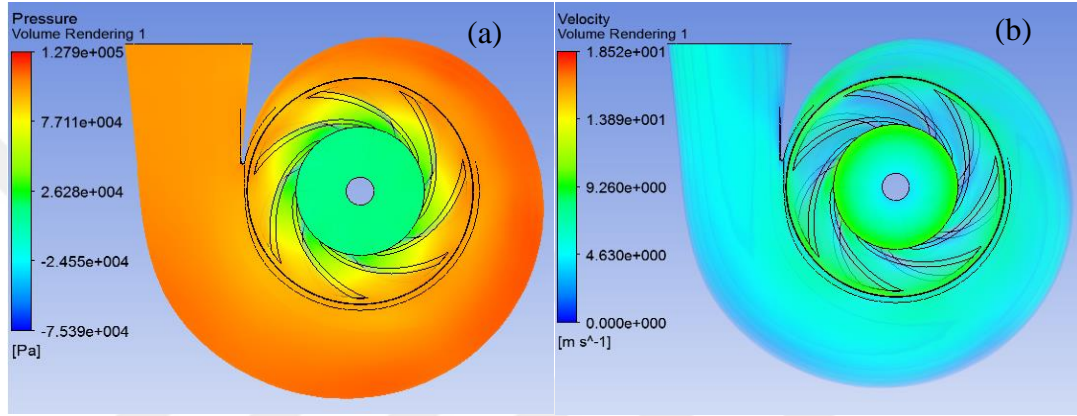 Pressure
Volume Rendering 1
(a)
1.279e+005
7.711e+004
2.628e+004
-2.455e+004
-7.539e+004
[Pa]
Velocity
Volume Rendering 1
(b)
1.852e+001
1.389e+001
9.260e+000
4.630e+000
0.000e+000
[m s^-1]